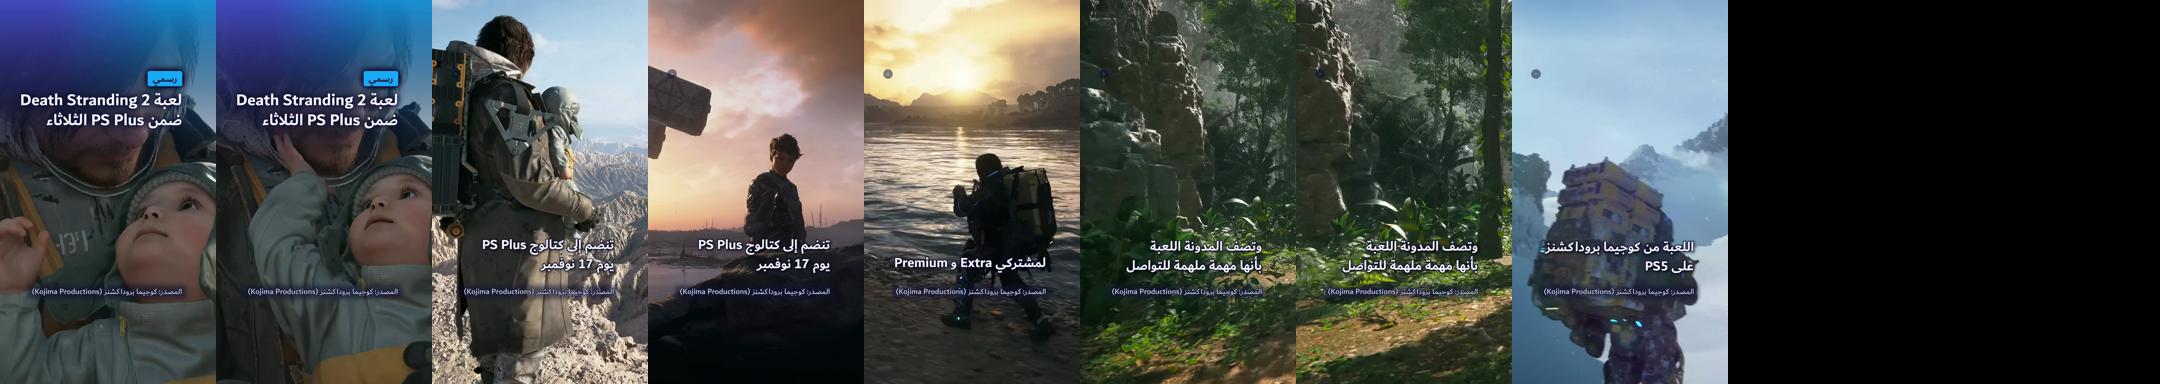 رسمي
لعبة Death Stranding 2
ضمن PS Plus الثلاثاء
المصدر: كوجيما برودا كشنز (Kojima Productions)
رسمي
لعبة Death Stranding 2
ضمن PS Plus الثلاثاء
المصدر: كوجيما برودا كشنز (Kojima Productions)
تنضم إلى كتالوج PS Plus
يوم 17 نوفمبر
المصدر: كوجيما برودا كشنز (Kojima Productions)
تنضم إلى كتالوج PS Plus
يوم 17 نوفمبر
المصدر: كوجيما برودا كشنز (Kojima Productions)
لمشتركي Extra و Premium
المصدر: كوجيما برودا كشنز (Kojima Productions)
وتصف المدونة اللعبة
بأنها مهمة ملهمة للتواصل
المصدر: كوجيما برودا كشنز (Kojima Productions)
وتصف المدونة اللعبة
بأنها مهمة ملهمة للتواصل
المصدر: كوجيما برودا كشنز (Kojima Productions)
اللعبة من كوجيما برودا كشنز
على PS5
المصدر: كوجيما برودا كشنز (Kojima Productions)